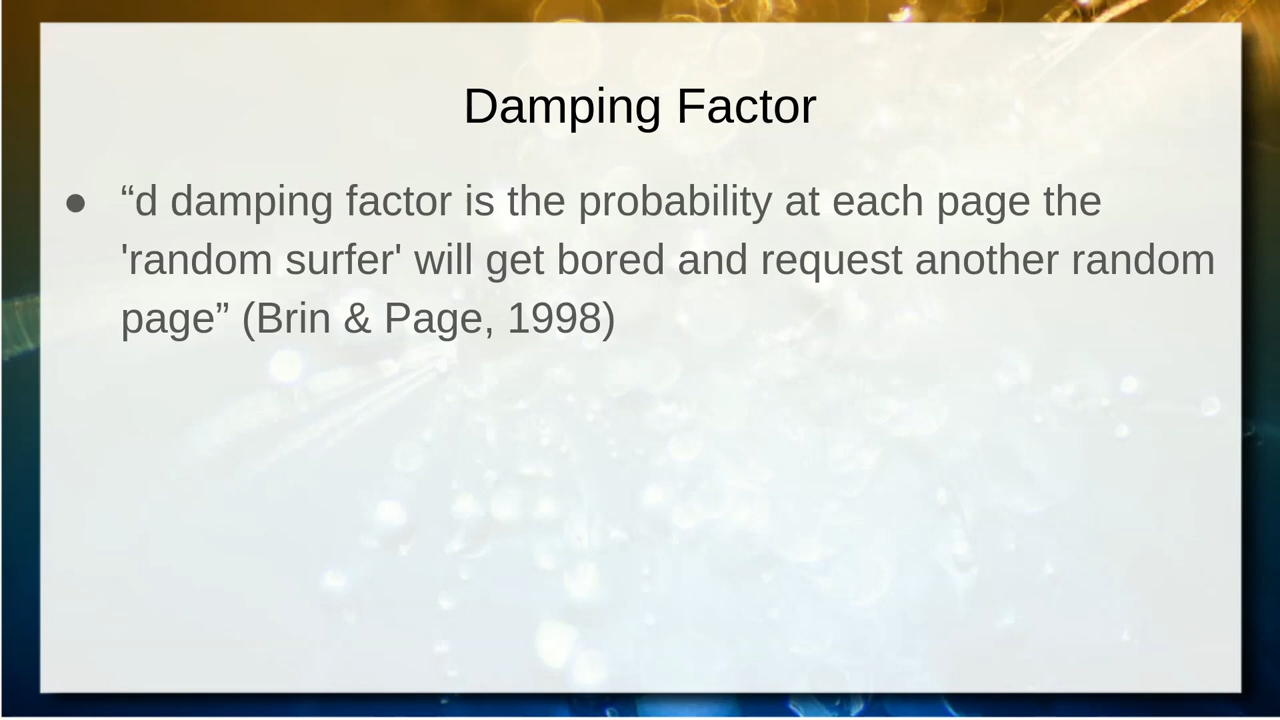 Damping Factor
● “d damping factor is the probability at each page the
'random surfer' will get bored and request another random
page” (Brin & Page, 1998)